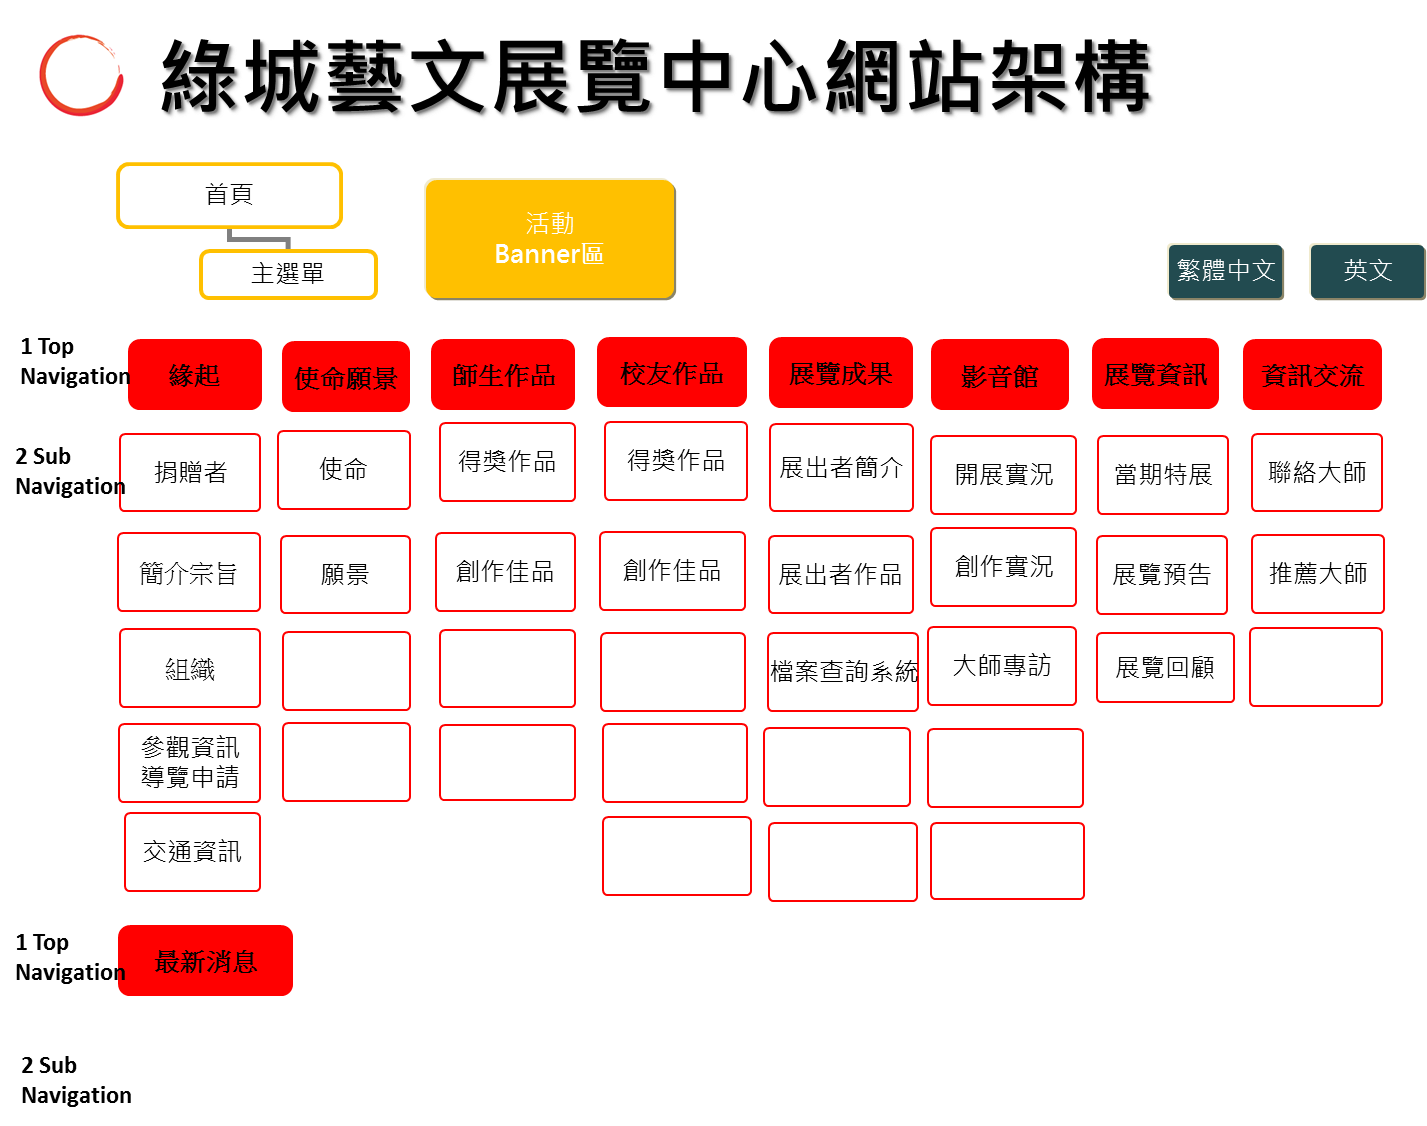 綠城藝文展覽中心網站架構
首頁
主選單
活動
Banner區
繁體中文
英文
1 Top
Navigation
緣起
使命願景
師生作品
校友作品
展覽成果
影音館
展覽資訊
資訊交流
2 Sub
Navigation
捐贈者
使命
得獎作品
得獎作品
展出者簡介
開展實況
當期特展
聯絡大師
簡介宗旨
願景
創作佳品
創作佳品
展出者作品
創作實況
展覽預告
推薦大師
組織
檔案查詢系統
大師專訪
展覽回顧
參觀資訊
導覽申請
交通資訊
1 Top
Navigation
最新消息
2 Sub
Navigation